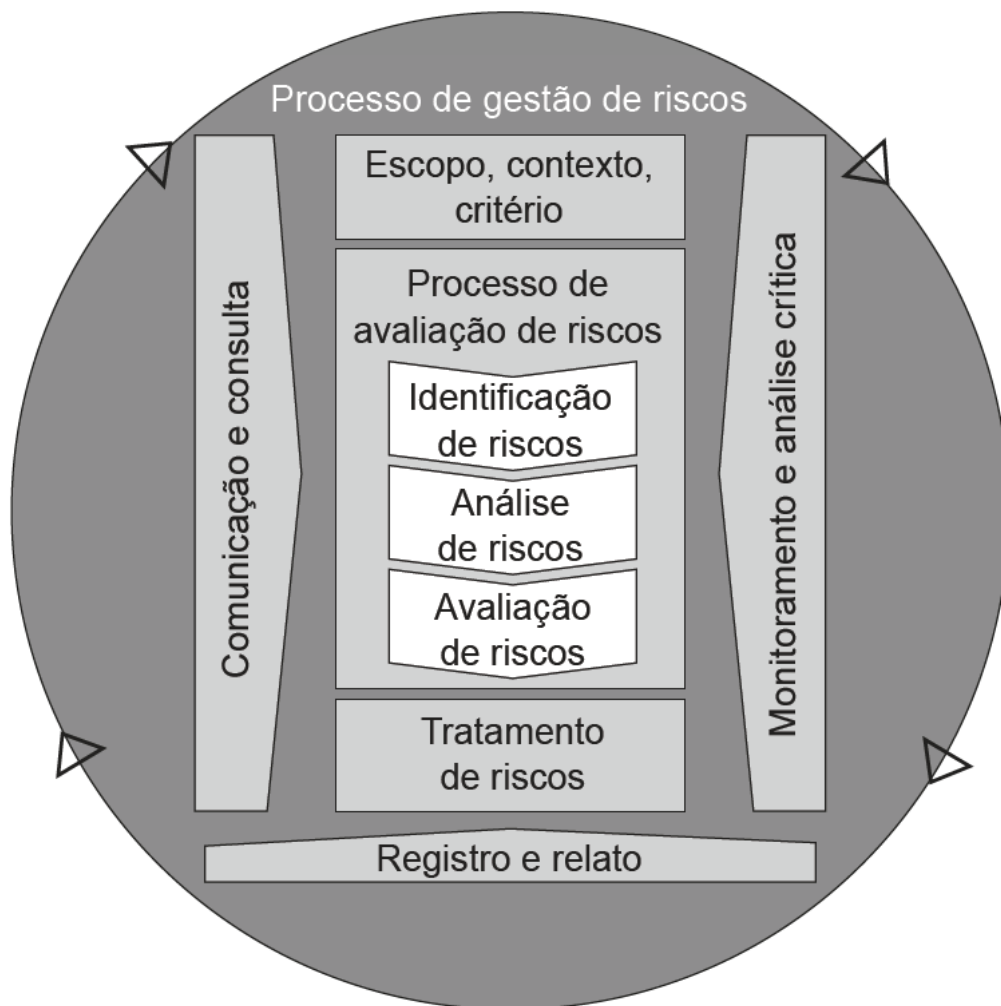 Processo de gestão de riscos
Escopo, contexto,
critério
Processo de
avaliação de riscos
Identificação
de riscos
Análise
de riscos
Avaliação
de riscos
Tratamento
de riscos
Comunicação e consulta
Monitoramento e análise crítica
Registro e relato